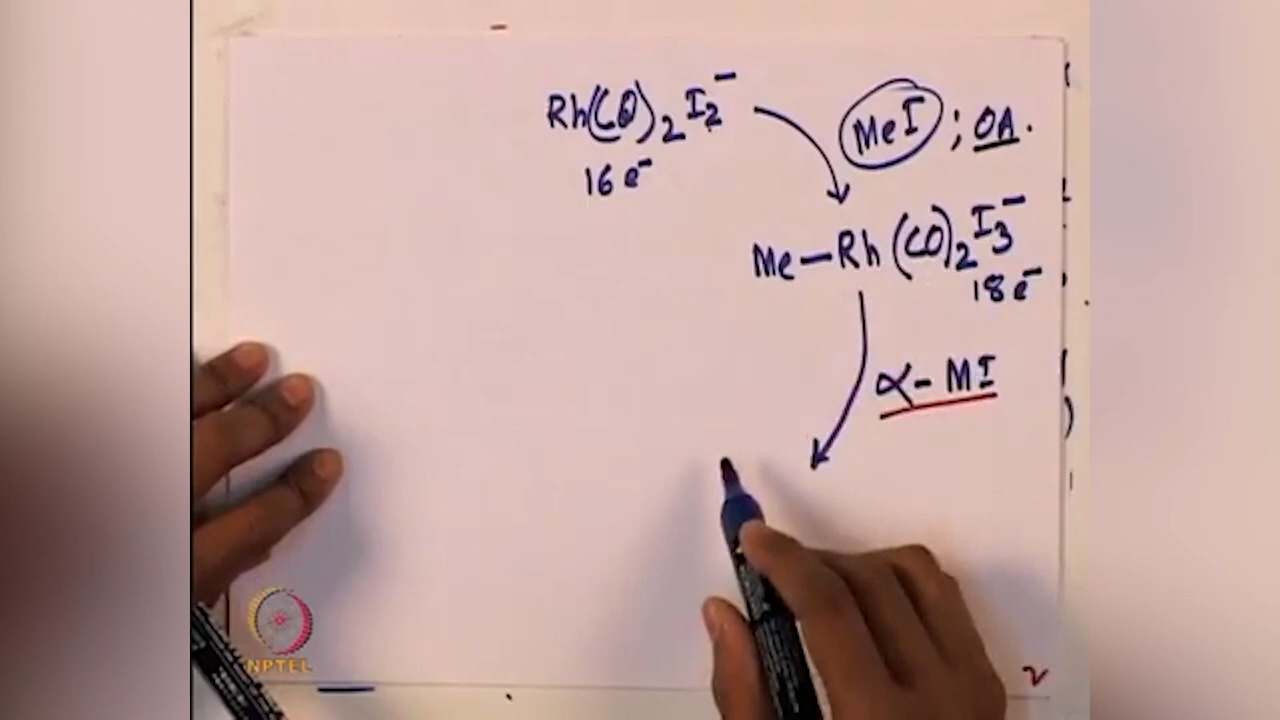 Rh(CO)₂I₂⁻
16 e⁻
MeI ; OA.
Me—Rh(CO)₂I₃⁻
18 e⁻
α- MI
NPTEL